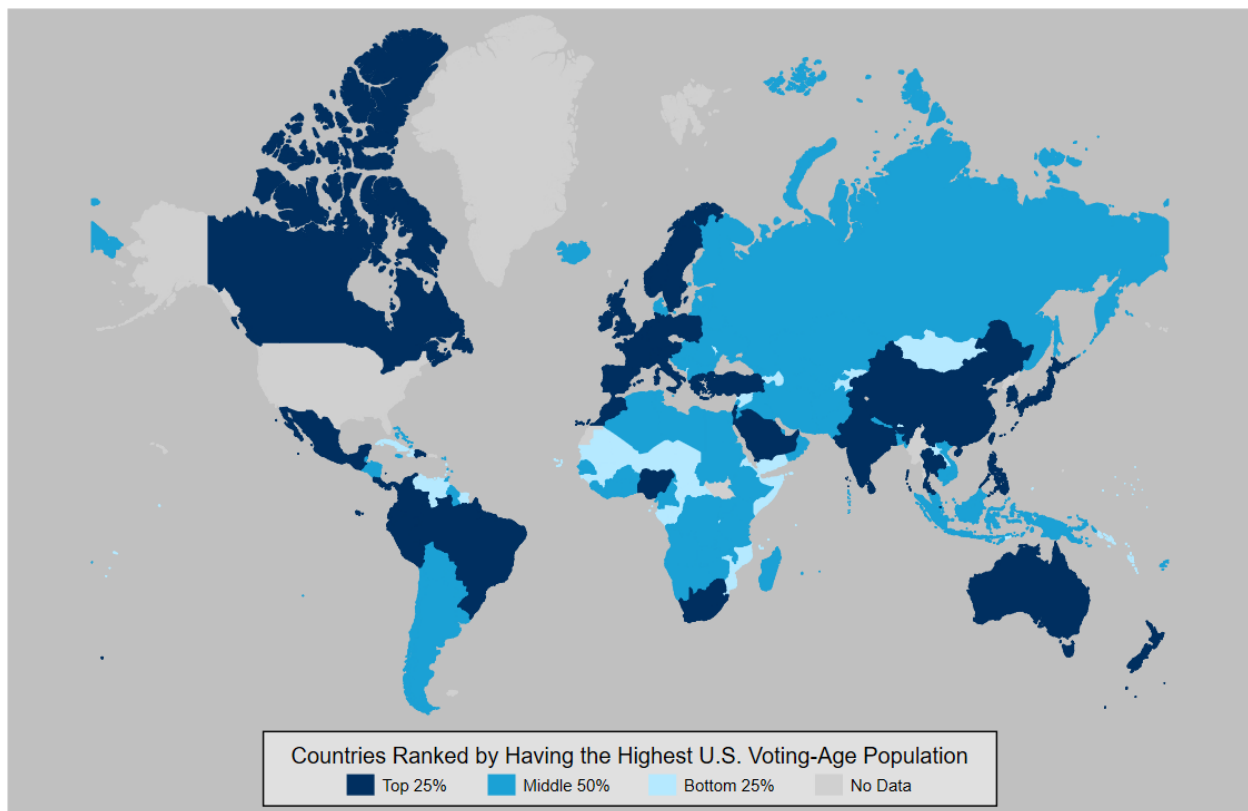 Countries Ranked by Having the Highest U.S. Voting-Age Population
Top 25% Middle 50% Bottom 25% No Data